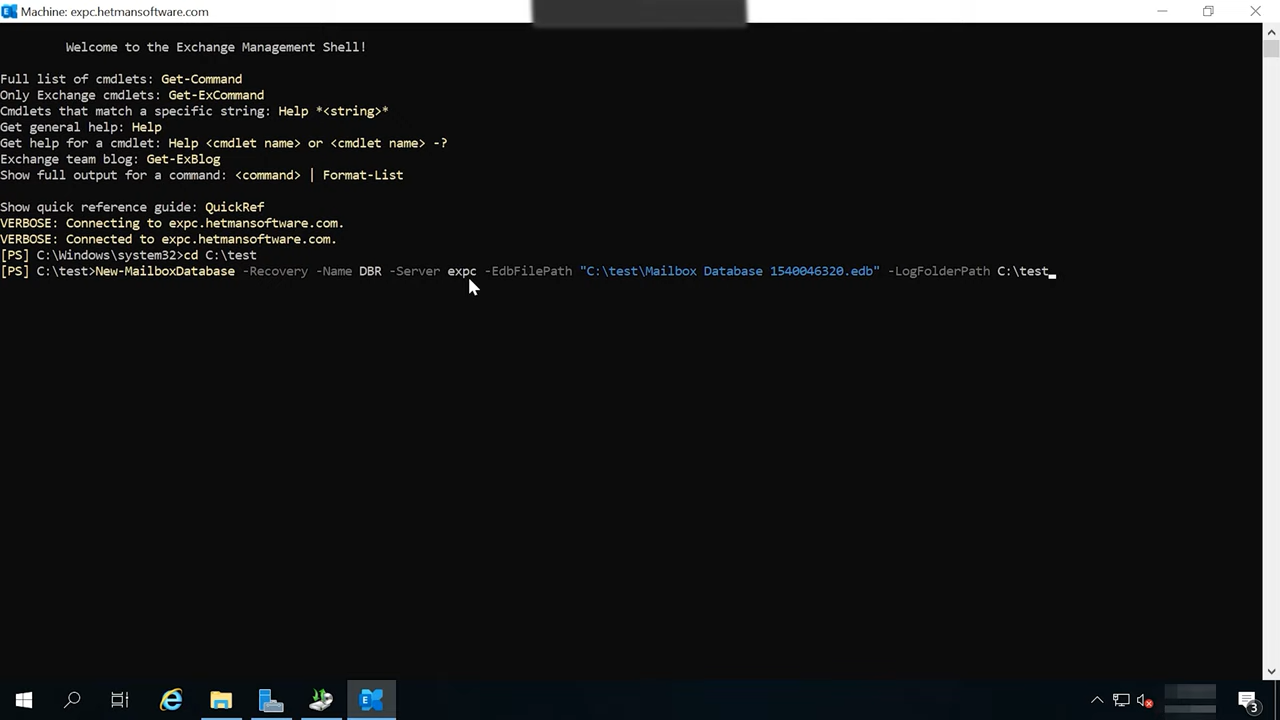 Machine: expc.hetmansoftware.com
Welcome to the Exchange Management Shell!
Full list of cmdlets: Get-Command
Only Exchange cmdlets: Get-ExCommand
Cmdlets that match a specific string: Help *<string>*
Get general help: Help
Get help for a cmdlet: Help <cmdlet name> or <cmdlet name> -?
Exchange team blog: Get-ExBlog
Show full output for a command: <command> | Format-List
Show quick reference guide: QuickRef
VERBOSE: Connecting to expc.hetmansoftware.com.
VERBOSE: Connected to expc.hetmansoftware.com.
[PS] C:\Windows\system32>cd C:\test
[PS] C:\test>New-MailboxDatabase -Recovery -Name DBR -Server expc -EdbFilePath "C:\test\Mailbox Database 1540046320.edb" -LogFolderPath C:\test
3